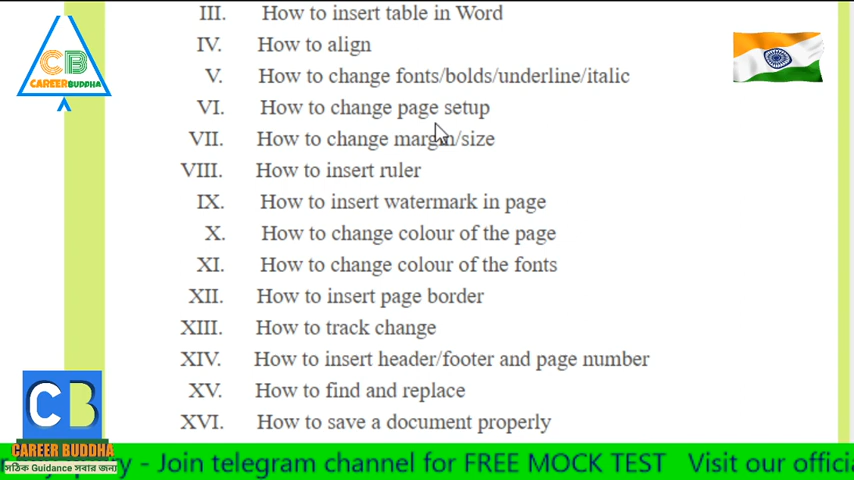 III. How to insert table in Word
IV. How to align
V. How to change fonts/bolds/underline/italic
VI. How to change page setup
VII. How to change margin/size
VIII. How to insert ruler
IX. How to insert watermark in page
X. How to change colour of the page
XI. How to change colour of the fonts
XII. How to insert page border
XIII. How to track change
XIV. How to insert header/footer and page number
XV. How to find and replace
XVI. How to save a document properly
CB
CAREERBUDDHA
CB
CAREER BUDDHA
সঠিক Guidance সবার জন্য
- Join telegram channel for FREE MOCK TEST Visit our officia